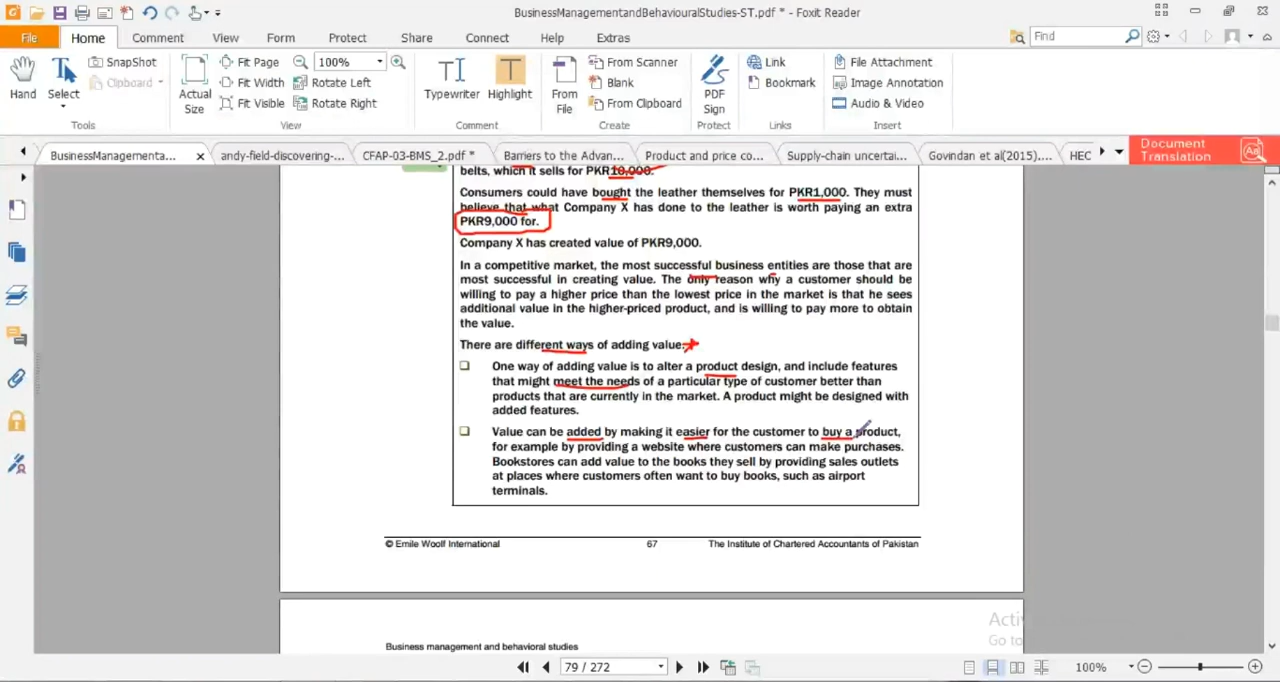 BusinessManagementandBehaviouralStudies-ST.pdf * - Foxit Reader
File Home Comment View Form Protect Share Connect Help Extras Find
SnapShot Fit Page 100% From Scanner Link File Attachment
Clipboard Fit Width Rotate Left Blank Bookmark Image Annotation
Hand Select Actual Size Fit Visible Rotate Right Typewriter Highlight From File From Clipboard PDF Sign Audio & Video
Tools View Comment Create Protect Links Insert
BusinessManagementa... andy-field-discovering-... CFAP-03-BMS_2.pdf * Barriers to the Advan... Product and price co... Supply-chain uncertai... Govindan et al(2015),... HEC Document Translation
belts, which it sells for PKR10,000.
Consumers could have bought the leather themselves for PKR1,000. They must
believe that what Company X has done to the leather is worth paying an extra
PKR9,000 for.
Company X has created value of PKR9,000.
In a competitive market, the most successful business entities are those that are
most successful in creating value. The only reason why a customer should be
willing to pay a higher price than the lowest price in the market is that he sees
additional value in the higher-priced product, and is willing to pay more to obtain
the value.
There are different ways of adding value.
One way of adding value is to alter a product design, and include features
that might meet the needs of a particular type of customer better than
products that are currently in the market. A product might be designed with
added features.
Value can be added by making it easier for the customer to buy a product,
for example by providing a website where customers can make purchases.
Bookstores can add value to the books they sell by providing sales outlets
at places where customers often want to buy books, such as airport
terminals.
© Emile Woolf International 67 The Institute of Chartered Accountants of Pakistan
Activ
Go to
Business management and behavioral studies
79 / 272 100%